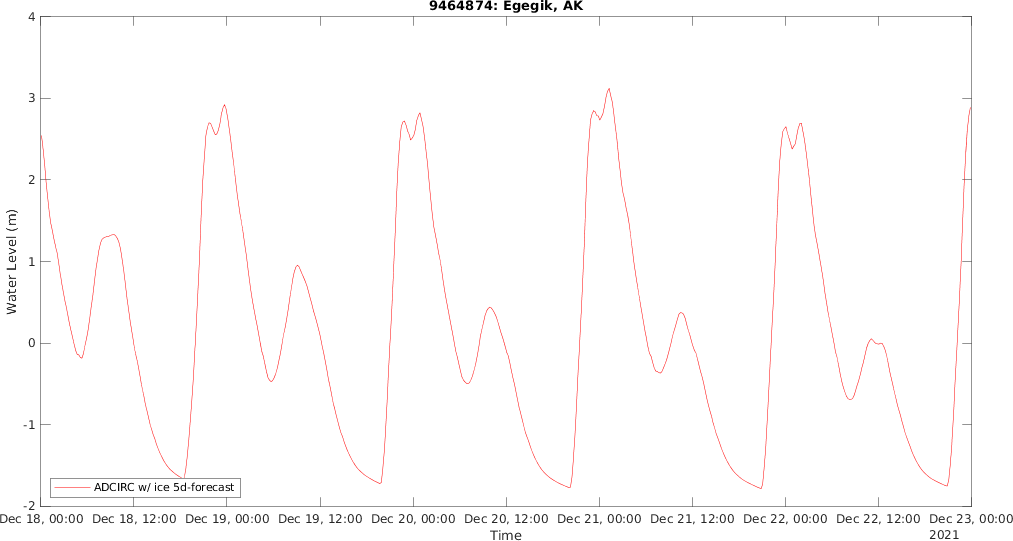 9464874: Egegik, AK
4
3
2
1
0
-1
-2
Water Level (m)
ADCIRC w/ ice 5d-forecast
Dec 18, 00:00 Dec 18, 12:00 Dec 19, 00:00 Dec 19, 12:00 Dec 20, 00:00 Dec 20, 12:00 Dec 21, 00:00 Dec 21, 12:00 Dec 22, 00:00 Dec 22, 12:00 Dec 23, 00:00
Time
2021